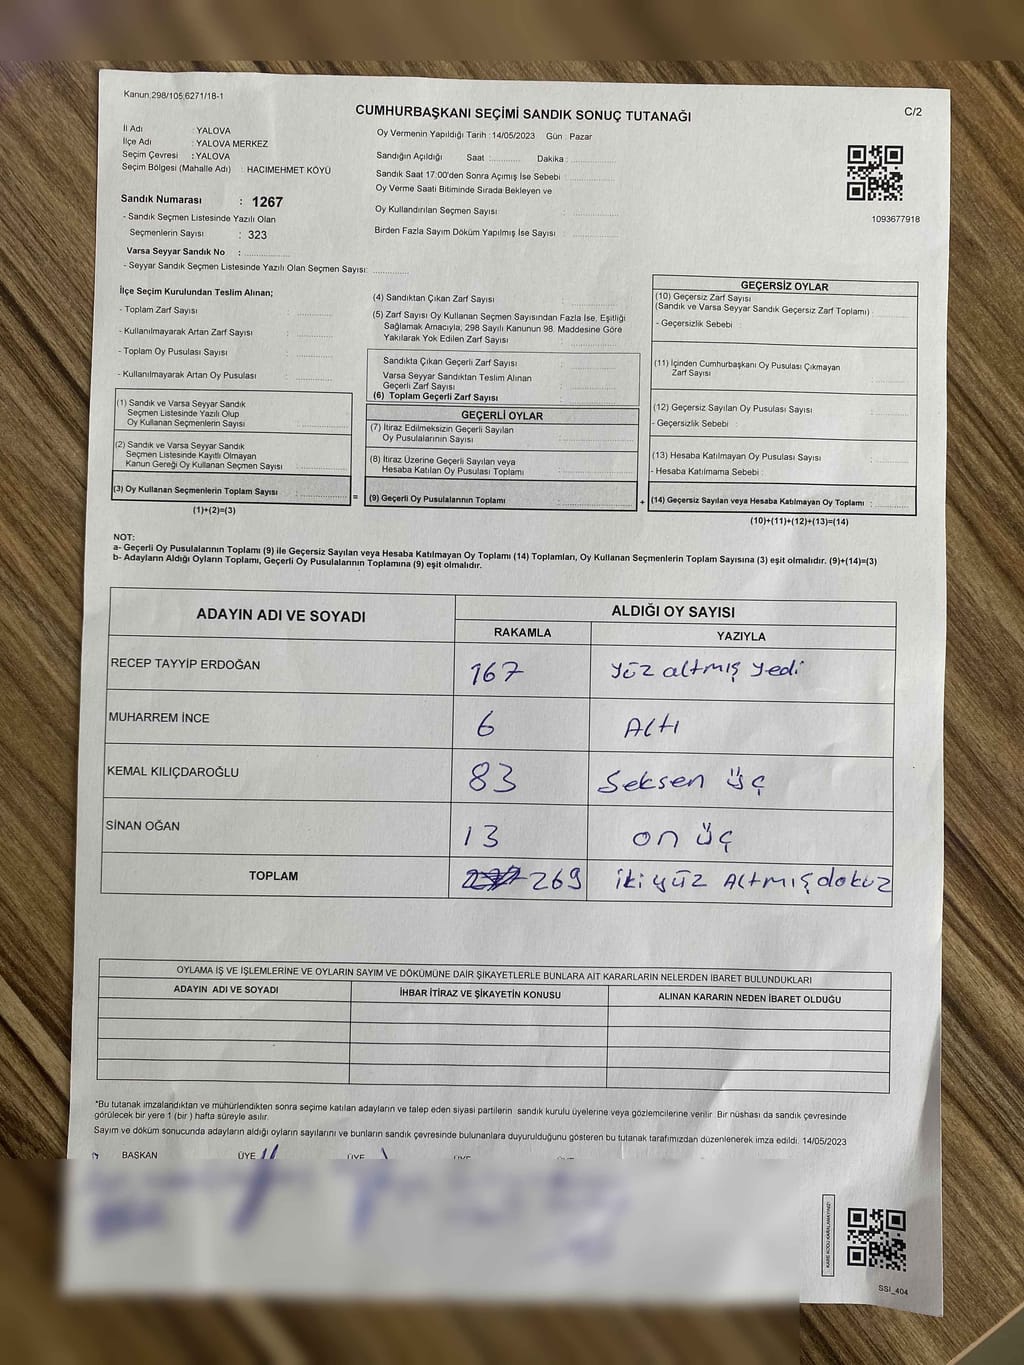 Kanun:298/105,6271/18-1
CUMHURBAŞKANI SEÇİMİ SANDIK SONUÇ TUTANAĞI
C/2
İl Adı : YALOVA
İlçe Adı : YALOVA MERKEZ
Seçim Çevresi : YALOVA
Seçim Bölgesi (Mahalle Adı) : HACIMEHMET KÖYÜ
Oy Vermenin Yapıldığı Tarih : 14/05/2023 Gün : Pazar
Sandığın Açıldığı Saat :.......... Dakika :..............
Sandık Saat 17:00'den Sonra Açımış İse Sebebi :..............
Oy Verme Saati Bitiminde Sırada Bekleyen ve
Oy Kullandırılan Seçmen Sayısı :..............
Birden Fazla Sayım Döküm Yapılmış İse Sayısı :..............
1093677918
Sandık Numarası : 1267
- Sandık Seçmen Listesinde Yazılı Olan
Seçmenlerin Sayısı : 323
Varsa Seyyar Sandık No :..............
- Seyyar Sandık Seçmen Listesinde Yazılı Olan Seçmen Sayısı: ............
İlçe Seçim Kurulundan Teslim Alınan;
- Toplam Zarf Sayısı :............
- Kullanılmayarak Artan Zarf Sayısı :............
- Toplam Oy Pusulası Sayısı :............
- Kullanılmayarak Artan Oy Pusulası :............
(1) Sandık ve Varsa Seyyar Sandık
Seçmen Listesinde Yazılı Olup
Oy Kullanan Seçmenlerin Sayısı :............
(2) Sandık ve Varsa Seyyar Sandık
Seçmen Listesinde Kayıtlı Olmayan
Kanun Gereği Oy Kullanan Seçmen Sayısı :............
(3) Oy Kullanan Seçmenlerin Toplam Sayısı :............ =
(1)+(2)=(3)
(4) Sandıktan Çıkan Zarf Sayısı :............
(5) Zarf Sayısı Oy Kullanan Seçmen Sayısından Fazla İse, Eşitliği
Sağlamak Amacıyla; 298 Sayılı Kanunun 98. Maddesine Göre
Yakılarak Yok Edilen Zarf Sayısı :............
Sandıkta Çıkan Geçerli Zarf Sayısı :............
Varsa Seyyar Sandıktan Teslim Alınan
Geçerli Zarf Sayısı :............
(6) Toplam Geçerli Zarf Sayısı :............
GEÇERLİ OYLAR
(7) İtiraz Edilmeksizin Geçerli Sayılan
Oy Pusulalarının Sayısı :............
(8) İtiraz Üzerine Geçerli Sayılan veya
Hesaba Katılan Oy Pusulası Toplamı :............
(9) Geçerli Oy Pusulalarının Toplamı :............ +
GEÇERSİZ OYLAR
(10) Geçersiz Zarf Sayısı
(Sandık ve Varsa Seyyar Sandık Geçersiz Zarf Toplamı) :............
- Geçersizlik Sebebi :
(11) İçinden Cumhurbaşkanı Oy Pusulası Çıkmayan
Zarf Sayısı :............
(12) Geçersiz Sayılan Oy Pusulası Sayısı :............
- Geçersizlik Sebebi :
(13) Hesaba Katılmayan Oy Pusulası Sayısı :............
- Hesaba Katılmama Sebebi :
(14) Geçersiz Sayılan veya Hesaba Katılmayan Oy Toplamı :............
(10)+(11)+(12)+(13)=(14)
NOT:
a- Geçerli Oy Pusulalarının Toplamı (9) ile Geçersiz Sayılan veya Hesaba Katılmayan Oy Toplamı (14) Toplamları, Oy Kullanan Seçmenlerin Toplam Sayısına (3) eşit olmalıdır. (9)+(14)=(3)
b- Adayların Aldığı Oyların Toplamı, Geçerli Oy Pusulalarının Toplamına (9) eşit olmalıdır.
ADAYIN ADI VE SOYADI ALDIĞI OY SAYISI
RAKAMLA YAZIYLA
RECEP TAYYİP ERDOĞAN 167 Yüz altmış yedi
MUHARREM İNCE 6 Altı
KEMAL KILIÇDAROĞLU 83 Seksen üç
SİNAN OĞAN 13 on üç
TOPLAM 269 ikiyüz Altmışdokuz
OYLAMA İŞ VE İŞLEMLERİNE VE OYLARIN SAYIM VE DÖKÜMÜNE DAİR ŞİKAYETLERLE BUNLARA AİT KARARLARIN NELERDEN İBARET BULUNDUKLARI
ADAYIN ADI VE SOYADI İHBAR İTİRAZ VE ŞİKAYETİN KONUSU ALINAN KARARIN NEDEN İBARET OLDUĞU
*Bu tutanak imzalandıktan ve mühürlendikten sonra seçime katılan adayların ve talep eden siyasi partilerin sandık kurulu üyelerine veya gözlemcilerine verilir. Bir nüshası da sandık çevresinde
görülecek bir yere 1 (bir ) hafta süreyle asılır.
Sayım ve döküm sonucunda adayların aldığı oyların sayılarını ve bunların sandık çevresinde bulunanlara duyurulduğunu gösteren bu tutanak tarafımızdan düzenlenerek imza edildi. 14/05/2023
BAŞKAN ÜYE ÜYE
KARE KODU KARALAMAYINIZ!
SSI_404